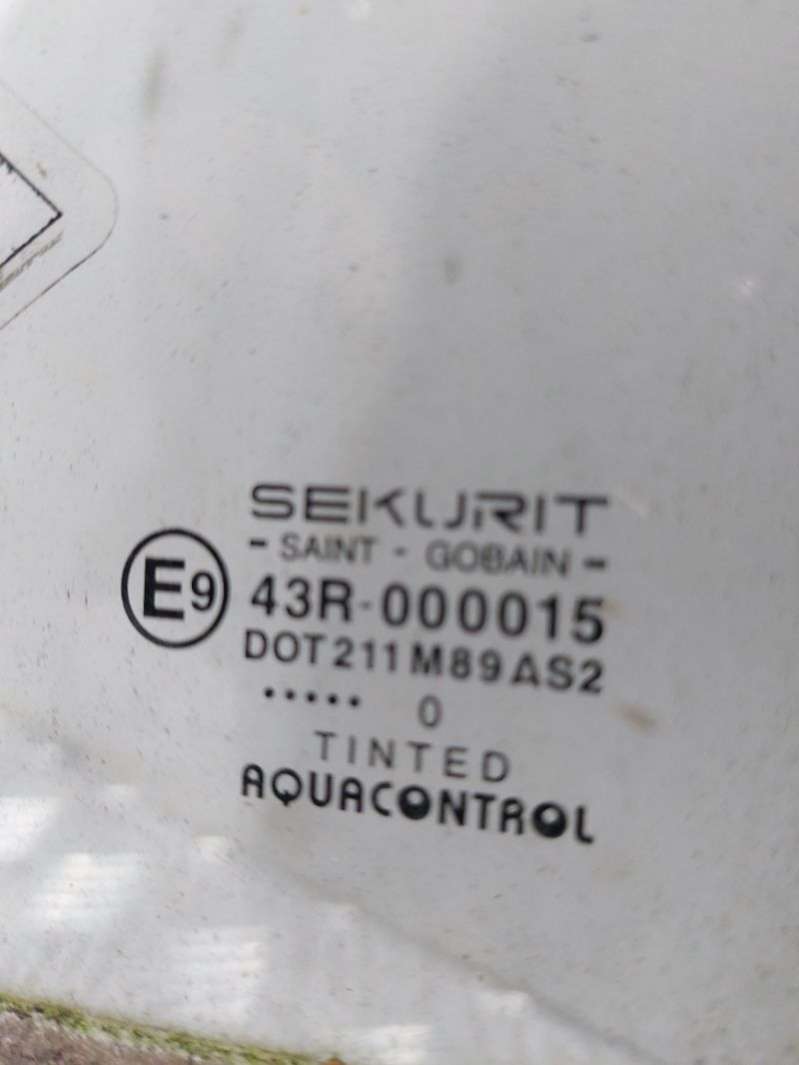 SEKURIT
- SAINT - GOBAIN -
E9
43R-000015
DOT211M89AS2
••••• 0
TINTED
AQUACONTROL